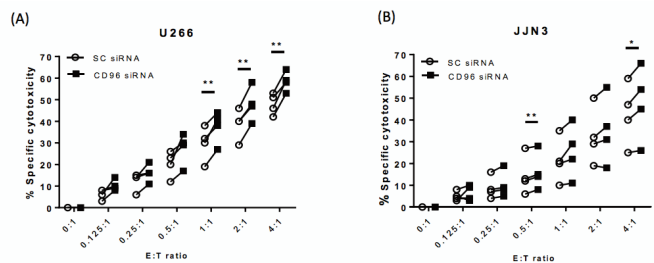 (A)
U266
SC siRNA
CD96 siRNA
% Specific cytotoxicity
70
60
50
40
30
20
10
0
**
**
**
0:1
0.125:1
0.25:1
0.5:1
1:1
2:1
4:1
E:T ratio
(B)
JJN3
SC siRNA
CD96 siRNA
% Specific cytotoxicity
70
60
50
40
30
20
10
0
**
*
0:1
0.125:1
0.25:1
0.5:1
1:1
2:1
4:1
E:T ratio